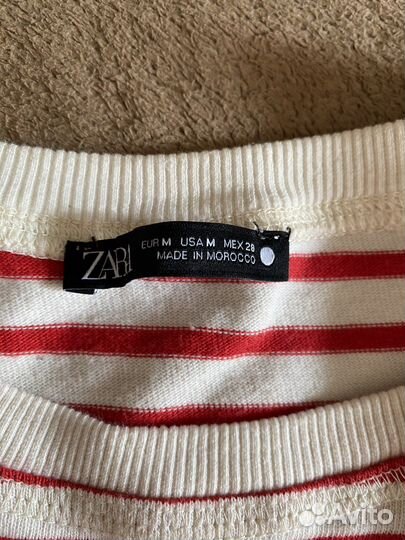 ZARA
EUR M USA M MEX 28
MADE IN MOROCCO
Avito